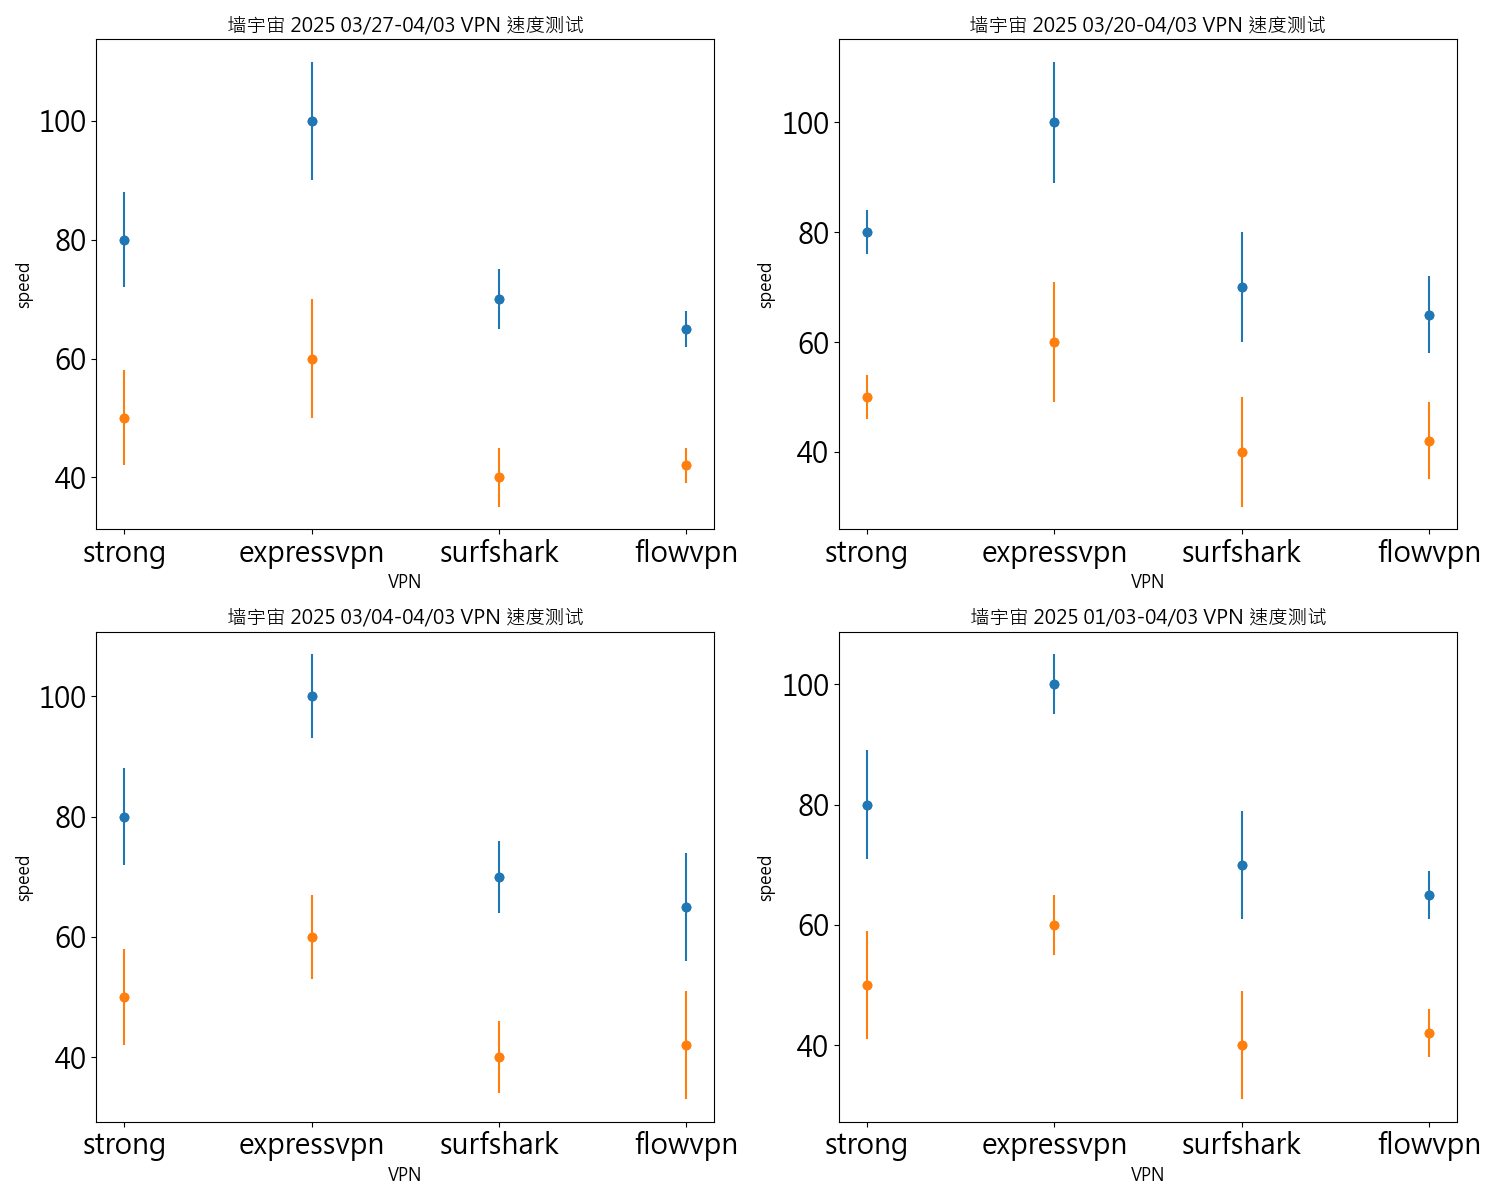 墙宇宙 2025 03/27-04/03 VPN 速度测试
100
80
60
40
speed
strong expressvpn surfshark flowvpn
VPN
墙宇宙 2025 03/20-04/03 VPN 速度测试
100
80
60
40
speed
strong expressvpn surfshark flowvpn
VPN
墙宇宙 2025 03/04-04/03 VPN 速度测试
100
80
60
40
speed
strong expressvpn surfshark flowvpn
VPN
墙宇宙 2025 01/03-04/03 VPN 速度测试
100
80
60
40
speed
strong expressvpn surfshark flowvpn
VPN